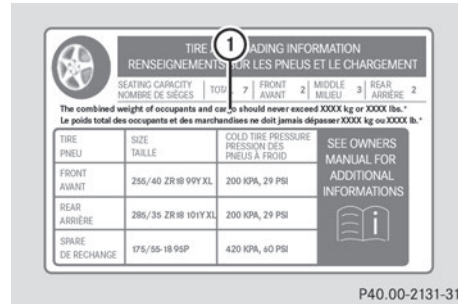 TIRE ADING INFORMATION
RENSEIGNEMENTS SUR LES PNEUS ET LE CHARGEMENT
1
SEATING CAPACITY
NOMBRE DE SIÈGES
TOTAL 7
FRONT
AVANT 2
MIDDLE
MILIEU 3
REAR
ARRIÈRE 2
The combined weight of occupants and cargo should never exceed XXXX kg or XXXX lbs.*
Le poids total des occupants et des marchandises ne doit jamais dépasser XXXX kg ou XXXX lb.*
TIRE
PNEU
SIZE
TAILLE
COLD TIRE PRESSURE
PRESSION DES
PNEUS À FROID
SEE OWNERS
MANUAL FOR
ADDITIONAL
INFORMATIONS
FRONT
AVANT
255/40 ZR18 99Y XL
200 KPA, 29 PSI
REAR
ARRIÈRE
285/35 ZR18 101Y XL
200 KPA, 29 PSI
SPARE
DE RECHANGE
175/55-18 95P
420 KPA, 60 PSI
i
P40.00-2131-31